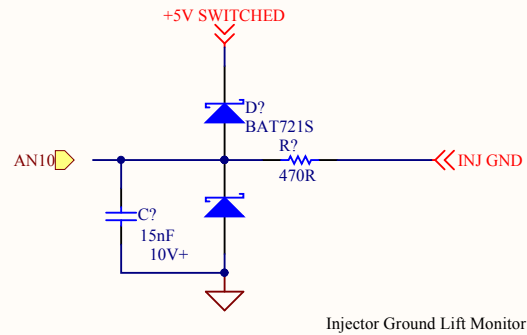 +5V SWITCHED
D?
BAT721S
R?
AN10
INJ GND
470R
C?
15nF
10V+
Injector Ground Lift Monitor